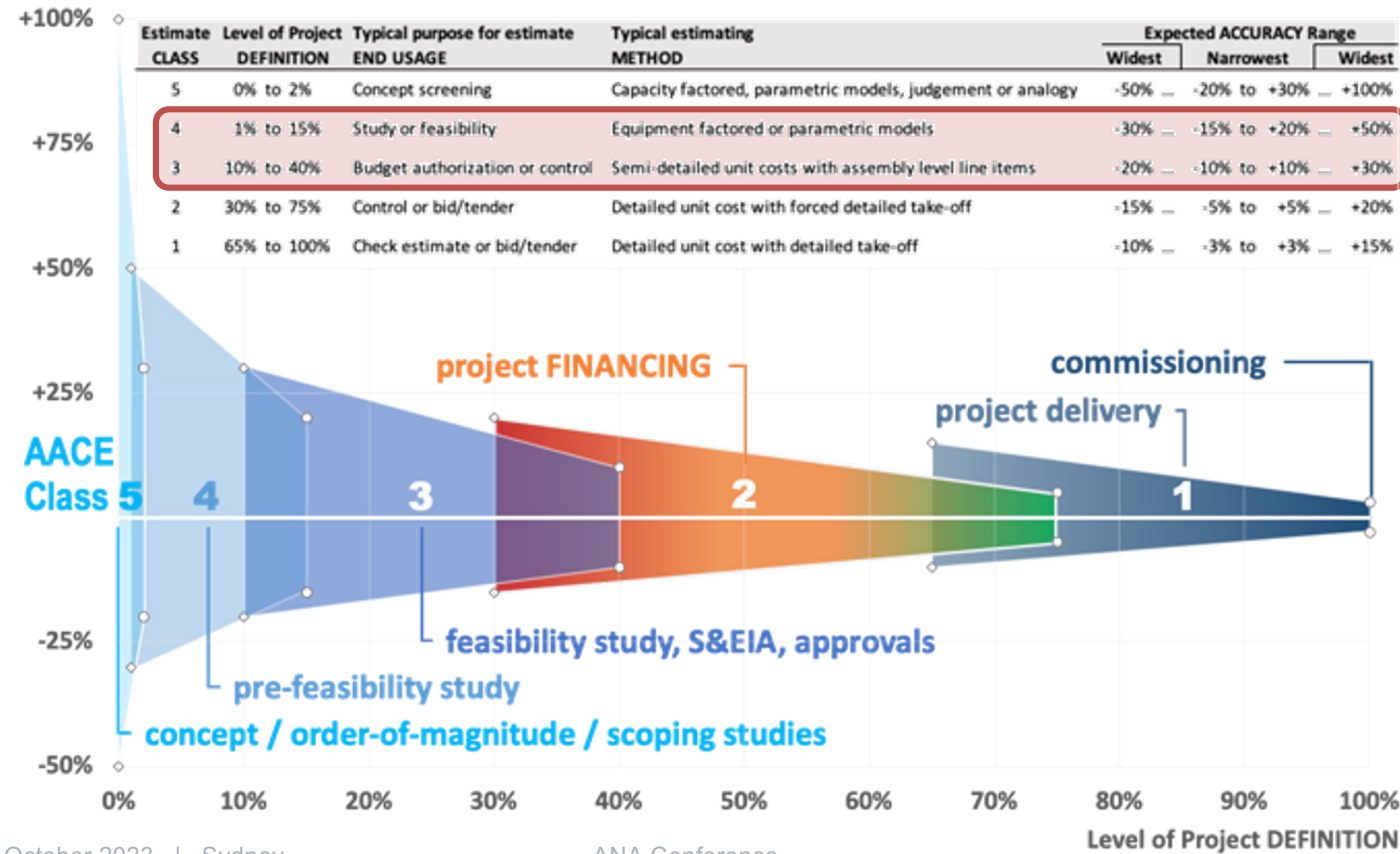 +100%
Estimate Level of Project Typical purpose for estimate Typical estimating Expected ACCURACY Range
CLASS DEFINITION END USAGE METHOD Widest Narrowest Widest
5 0% to 2% Concept screening Capacity factored, parametric models, judgement or analogy -50% ... -20% to +30% ... +100%
4 1% to 15% Study or feasibility Equipment factored or parametric models -30% ... -15% to +20% ... +50%
3 10% to 40% Budget authorization or control Semi-detailed unit costs with assembly level line items -20% ... -10% to +10% ... +30%
2 30% to 75% Control or bid/tender Detailed unit cost with forced detailed take-off -15% ... -5% to +5% ... +20%
1 65% to 100% Check estimate or bid/tender Detailed unit cost with detailed take-off -10% ... -3% to +3% ... +15%
+75%
+50%
project FINANCING
commissioning
+25%
project delivery
AACE
Class 5 4 3 2 1
-25%
feasibility study, S&EIA, approvals
pre-feasibility study
concept / order-of-magnitude / scoping studies
-50%
0% 10% 20% 30% 40% 50% 60% 70% 80% 90% 100%
Level of Project DEFINITION
October 2023 | Sydney
ANA Conference